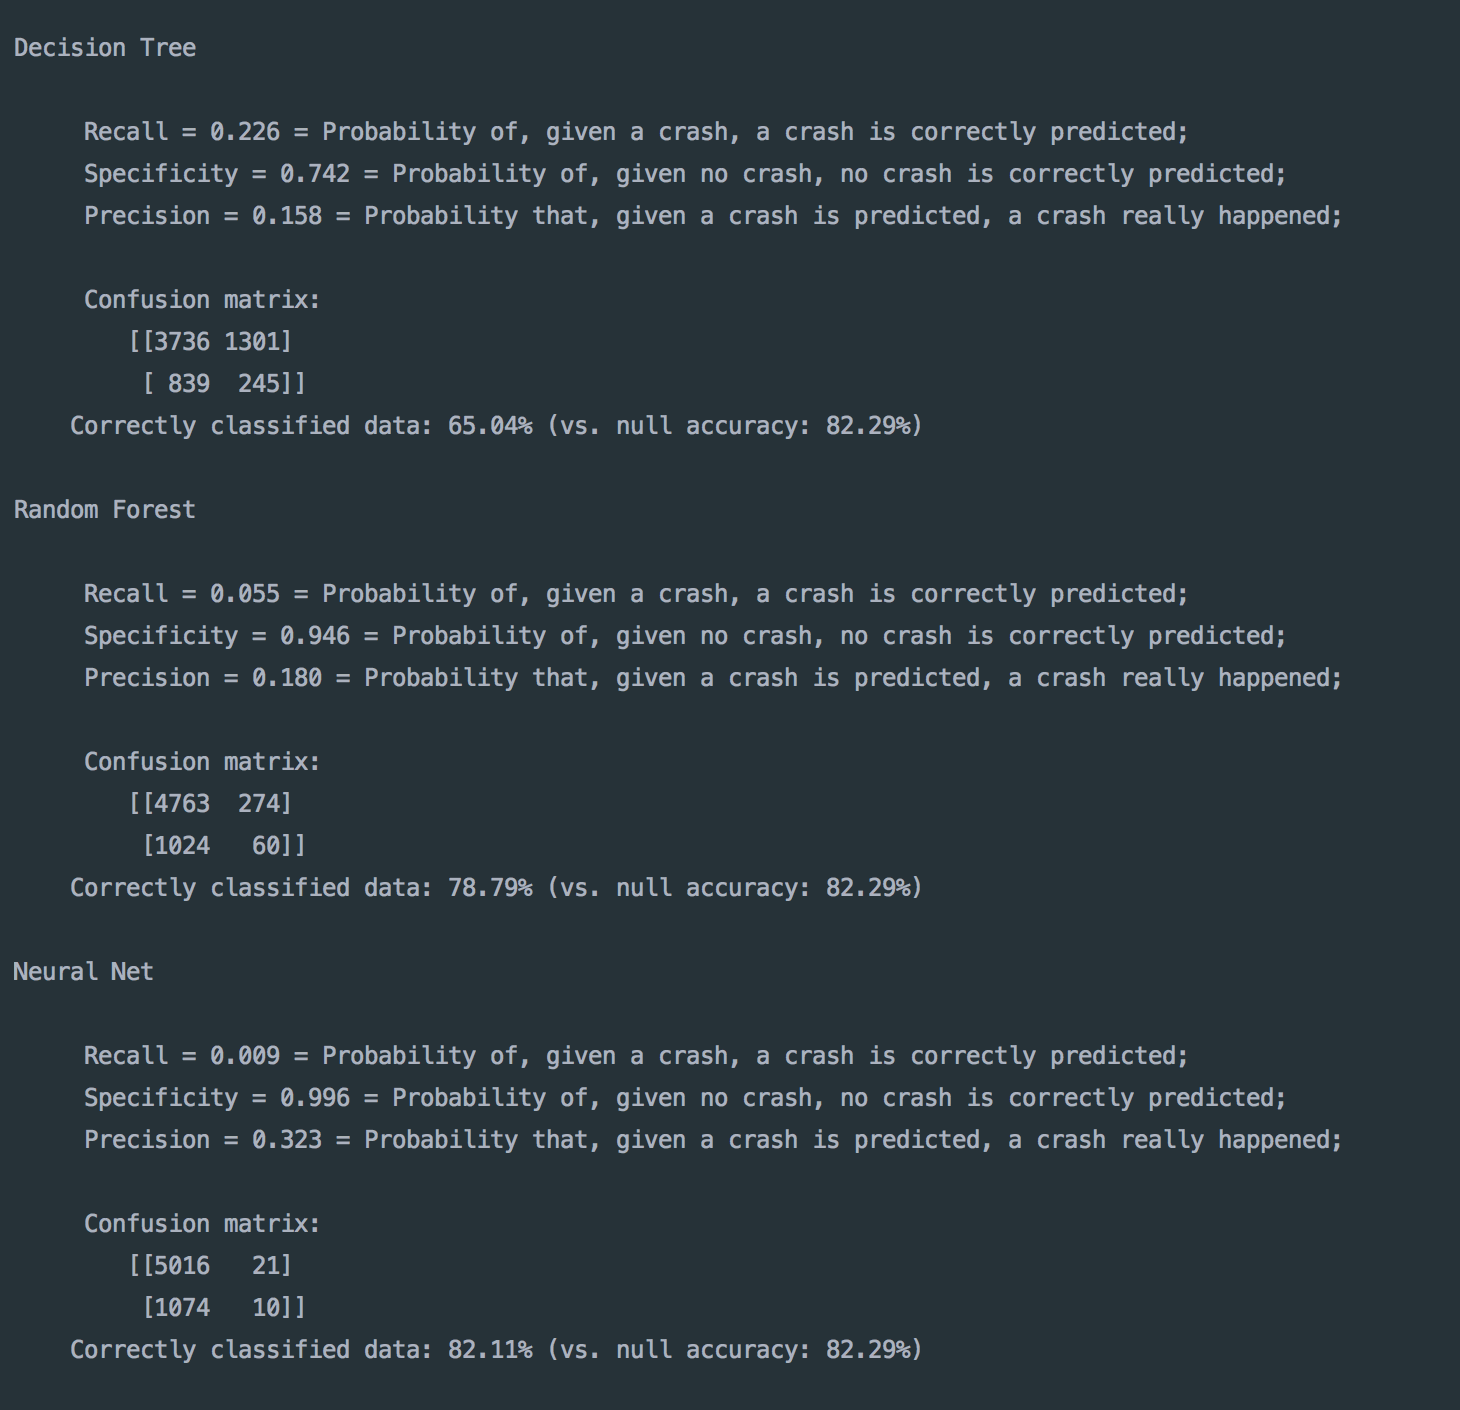 Decision Tree
Recall = 0.226 = Probability of, given a crash, a crash is correctly predicted;
Specificity = 0.742 = Probability of, given no crash, no crash is correctly predicted;
Precision = 0.158 = Probability that, given a crash is predicted, a crash really happened;
Confusion matrix:
[[3736 1301]
[ 839  245]]
Correctly classified data: 65.04% (vs. null accuracy: 82.29%)
Random Forest
Recall = 0.055 = Probability of, given a crash, a crash is correctly predicted;
Specificity = 0.946 = Probability of, given no crash, no crash is correctly predicted;
Precision = 0.180 = Probability that, given a crash is predicted, a crash really happened;
Confusion matrix:
[[4763  274]
[1024   60]]
Correctly classified data: 78.79% (vs. null accuracy: 82.29%)
Neural Net
Recall = 0.009 = Probability of, given a crash, a crash is correctly predicted;
Specificity = 0.996 = Probability of, given no crash, no crash is correctly predicted;
Precision = 0.323 = Probability that, given a crash is predicted, a crash really happened;
Confusion matrix:
[[5016   21]
[1074   10]]
Correctly classified data: 82.11% (vs. null accuracy: 82.29%)